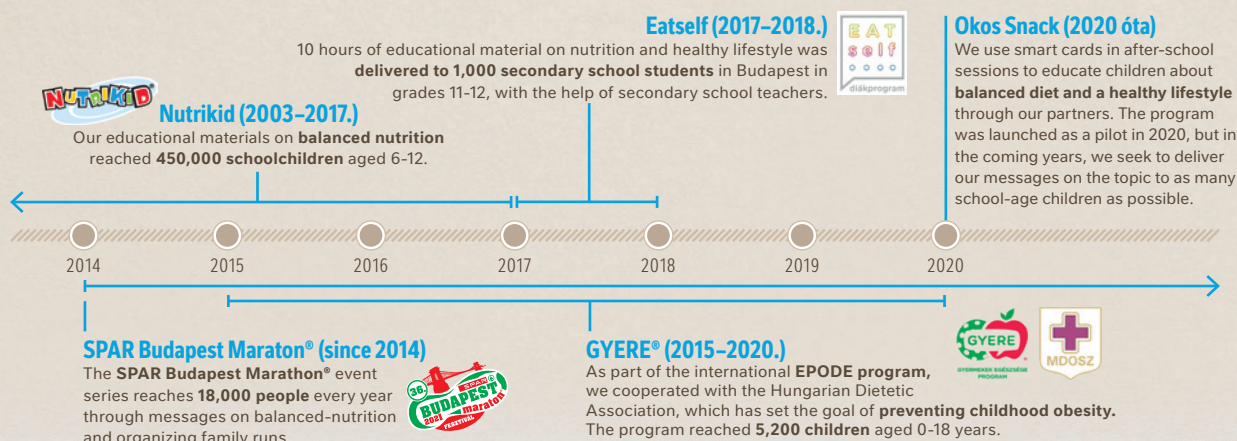 Eatself (2017–2018.)
10 hours of educational material on nutrition and healthy lifestyle was
delivered to 1,000 secondary school students in Budapest in
grades 11-12, with the help of secondary school teachers.
EAT
self
diákprogram
Okos Snack (2020 óta)
We use smart cards in after-school
sessions to educate children about
balanced diet and a healthy lifestyle
through our partners. The program
was launched as a pilot in 2020, but in
the coming years, we seek to deliver
our messages on the topic to as many
school-age children as possible.
NUTRIKID
Nutrikid (2003–2017.)
Our educational materials on balanced nutrition
reached 450,000 schoolchildren aged 6-12.
2014 2015 2016 2017 2018 2019 2020
SPAR Budapest Maraton® (since 2014)
The SPAR Budapest Marathon® event
series reaches 18,000 people every year
through messages on balanced-nutrition
and organizing family runs.
36.
SPAR
BUDAPEST
2021 maraton
FESZTIVÁL
GYERE® (2015–2020.)
As part of the international EPODE program,
we cooperated with the Hungarian Dietetic
Association, which has set the goal of preventing childhood obesity.
The program reached 5,200 children aged 0-18 years.
GYERE
GYERMEKEK EGÉSZSÉGE
PROGRAM
MDOSZ